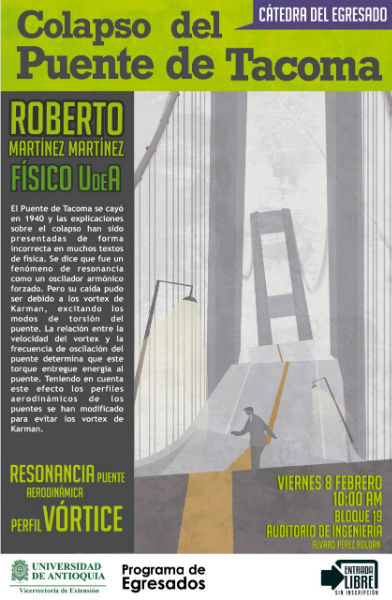 CÁTEDRA DEL EGRESADO
Colapso del
Puente de Tacoma
ROBERTO
MARTÍNEZ MARTÍNEZ
FÍSICO UDEA
El Puente de Tacoma se cayó
en 1940 y las explicaciones
sobre el colapso han sido
presentadas de forma
incorrecta en muchos textos
de física. Se dice que fue un
fenómeno de resonancia
como un oscilador armónico
forzado. Pero su caida pudo
ser debido a los vortex de
Karman, excitando los
modos de torsión del
puente. La relación entre la
velocidad del vortex y la
frecuencia de oscilación del
puente determina que este
torque entregue energia al
puente. Teniendo en cuenta
este efecto los perfiles
aerodinámicos de los
puentes se han modificado
para evitar los vortex de
Karman.
RESONANCIA PUENTE
AERODINÁMICA
PERFIL VÓRTICE
VIERNES 8 FEBRERO
10:00 AM
BLOQUE 19
AUDITORIO DE INGENIERÍA
ALVARO PÉREZ ROLDÁN
UNIVERSIDAD
DE ANTIOQUIA
Vicerrectoría de Extensión
Programa de
Egresados
ENTRADA
LIBRE
SIN INSCRIPCIÓN